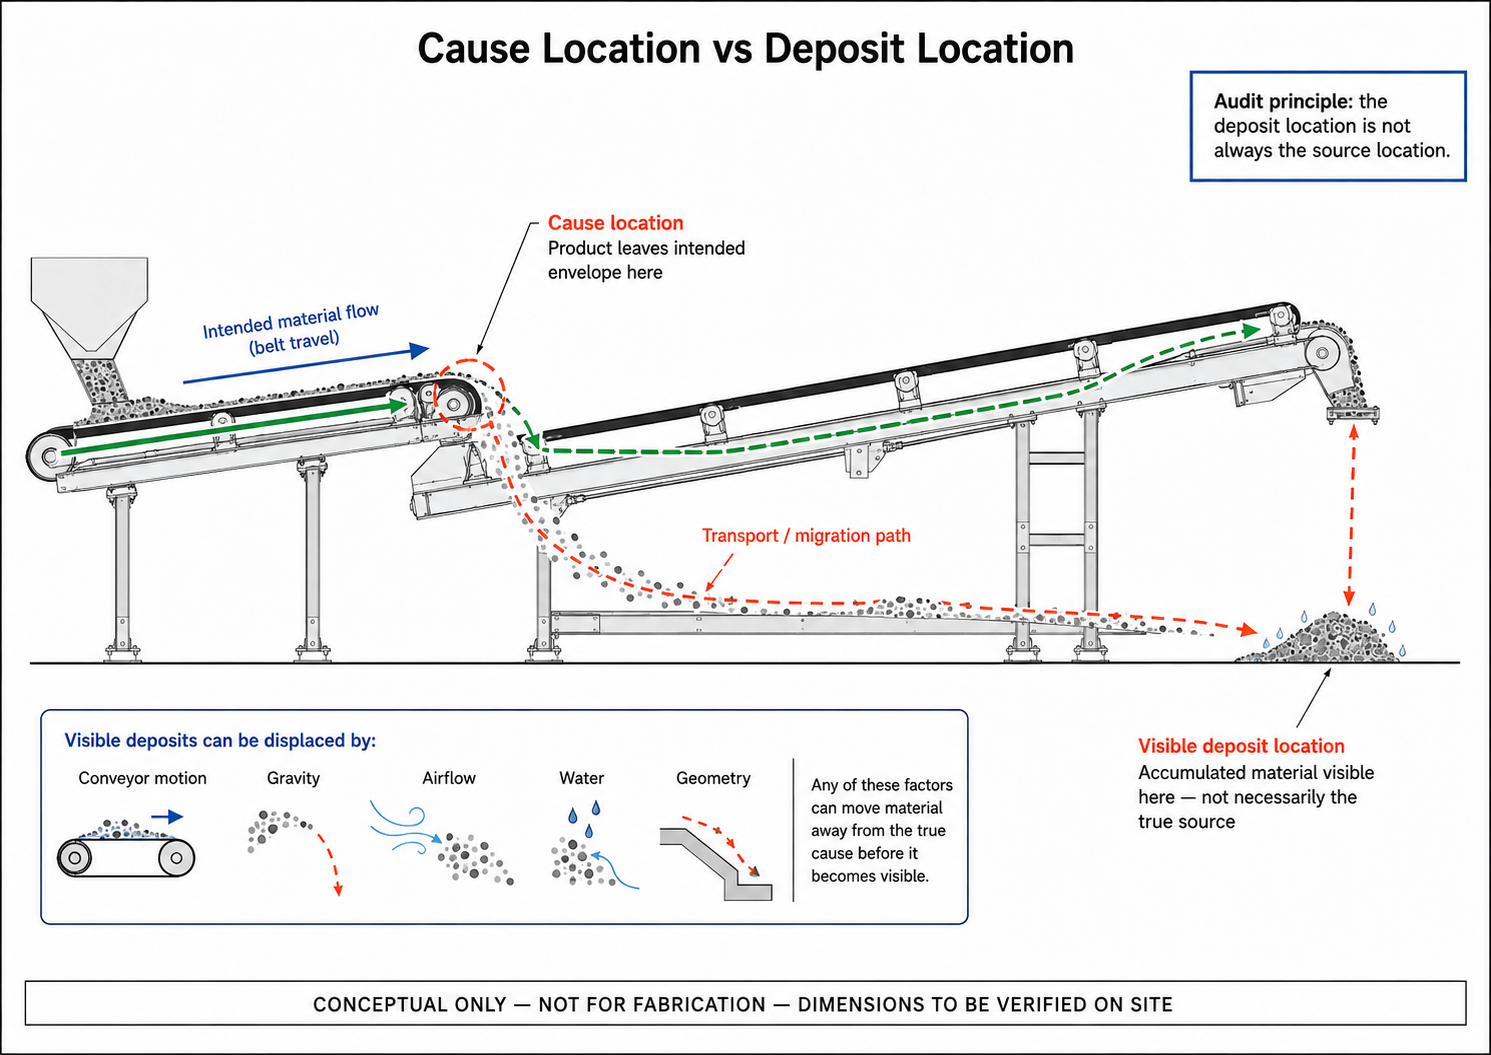 Cause Location vs Deposit Location
Audit principle: the
deposit location is not
always the source location.
Cause location
Product leaves intended
envelope here
Intended material flow
(belt travel)
Transport / migration path
Visible deposit location
Accumulated material visible
here — not necessarily the
true source
Visible deposits can be displaced by:
Conveyor motion
Gravity
Airflow
Water
Geometry
Any of these factors
can move material
away from the true
cause before it
becomes visible.
CONCEPTUAL ONLY — NOT FOR FABRICATION — DIMENSIONS TO BE VERIFIED ON SITE